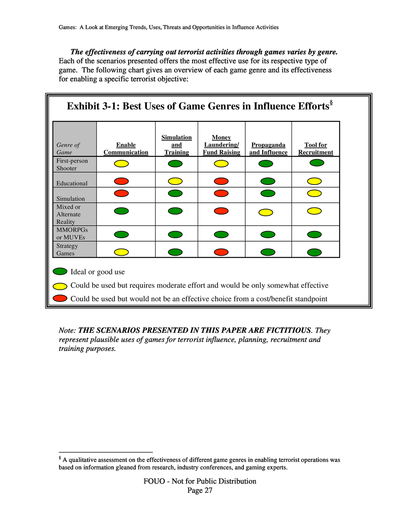 Games: A Look at Emerging Trends, Uses, Threats and Opportunities in Influence Activities
The effectiveness of carrying out terrorist activities through games varies by genre.
Each of the scenarios presented offers the most effective use for its respective type of
game. The following chart gives an overview of each game genre and its effectiveness
for enabling a specific terrorist objective:
Exhibit 3-1: Best Uses of Game Genres in Influence Efforts§
Genre of
Game
Enable
Communication
Simulation
and
Training
Money
Laundering/
Fund Raising
Propaganda
and Influence
Tool for
Recruitment
First-person
Shooter
Educational
Simulation
Mixed or
Alternate
Reality
MMORPGs
or MUVEs
Strategy
Games
Ideal or good use
Could be used but requires moderate effort and would be only somewhat effective
Could be used but would not be an effective choice from a cost/benefit standpoint
Note: THE SCENARIOS PRESENTED IN THIS PAPER ARE FICTITIOUS. They
represent plausible uses of games for terrorist influence, planning, recruitment and
training purposes.
§ A qualitative assessment on the effectiveness of different game genres in enabling terrorist operations was
based on information gleaned from research, industry conferences, and gaming experts.
FOUO - Not for Public Distribution
Page 27